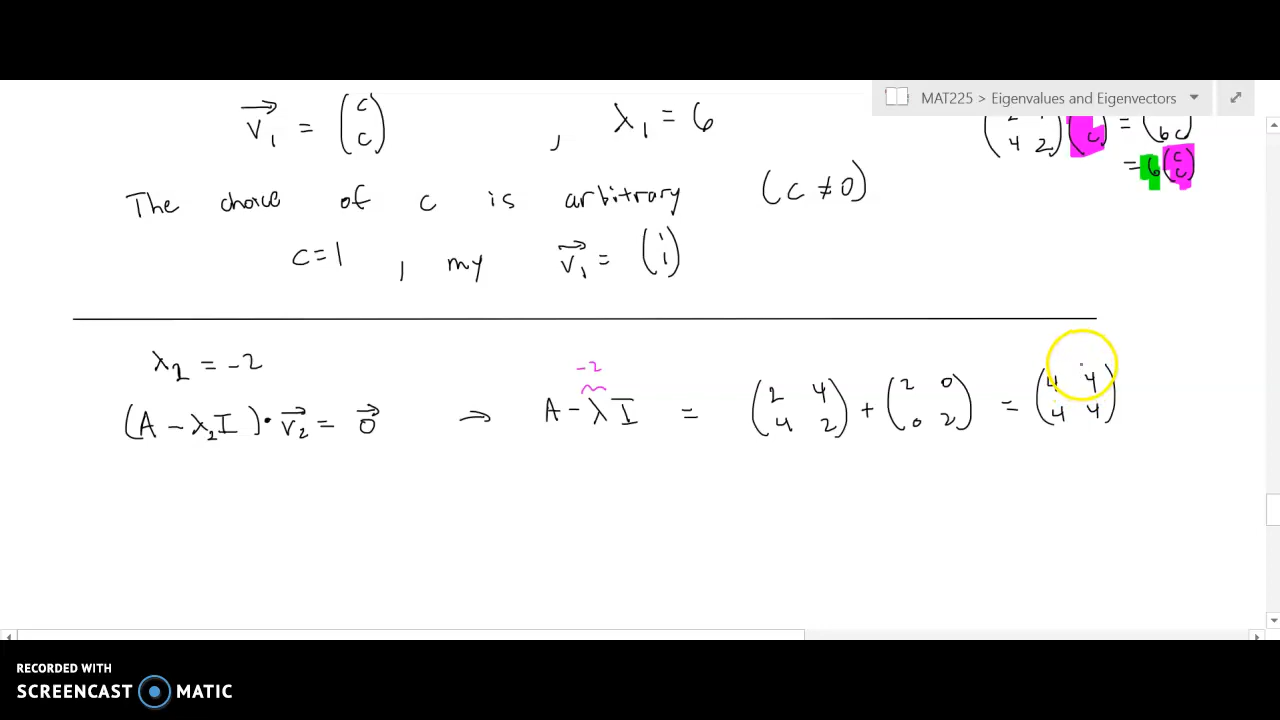 MAT225 > Eigenvalues and Eigenvectors
v₁→ = (c c) , λ₁ = 6
(2 4 4 2)( c) = ( 6c)
= 6(c c)
The choice of c is arbitrary (c ≠ 0)
c=1 , my v₁→ = (1 1)
λ₂ = -2
-2
(A - λ₂I)·v₂→ = 0→ ⇒ A - λI = (2 4 4 2) + (2 0 0 2) = (4 4 4 4)
RECORDED WITH
SCREENCAST MATIC